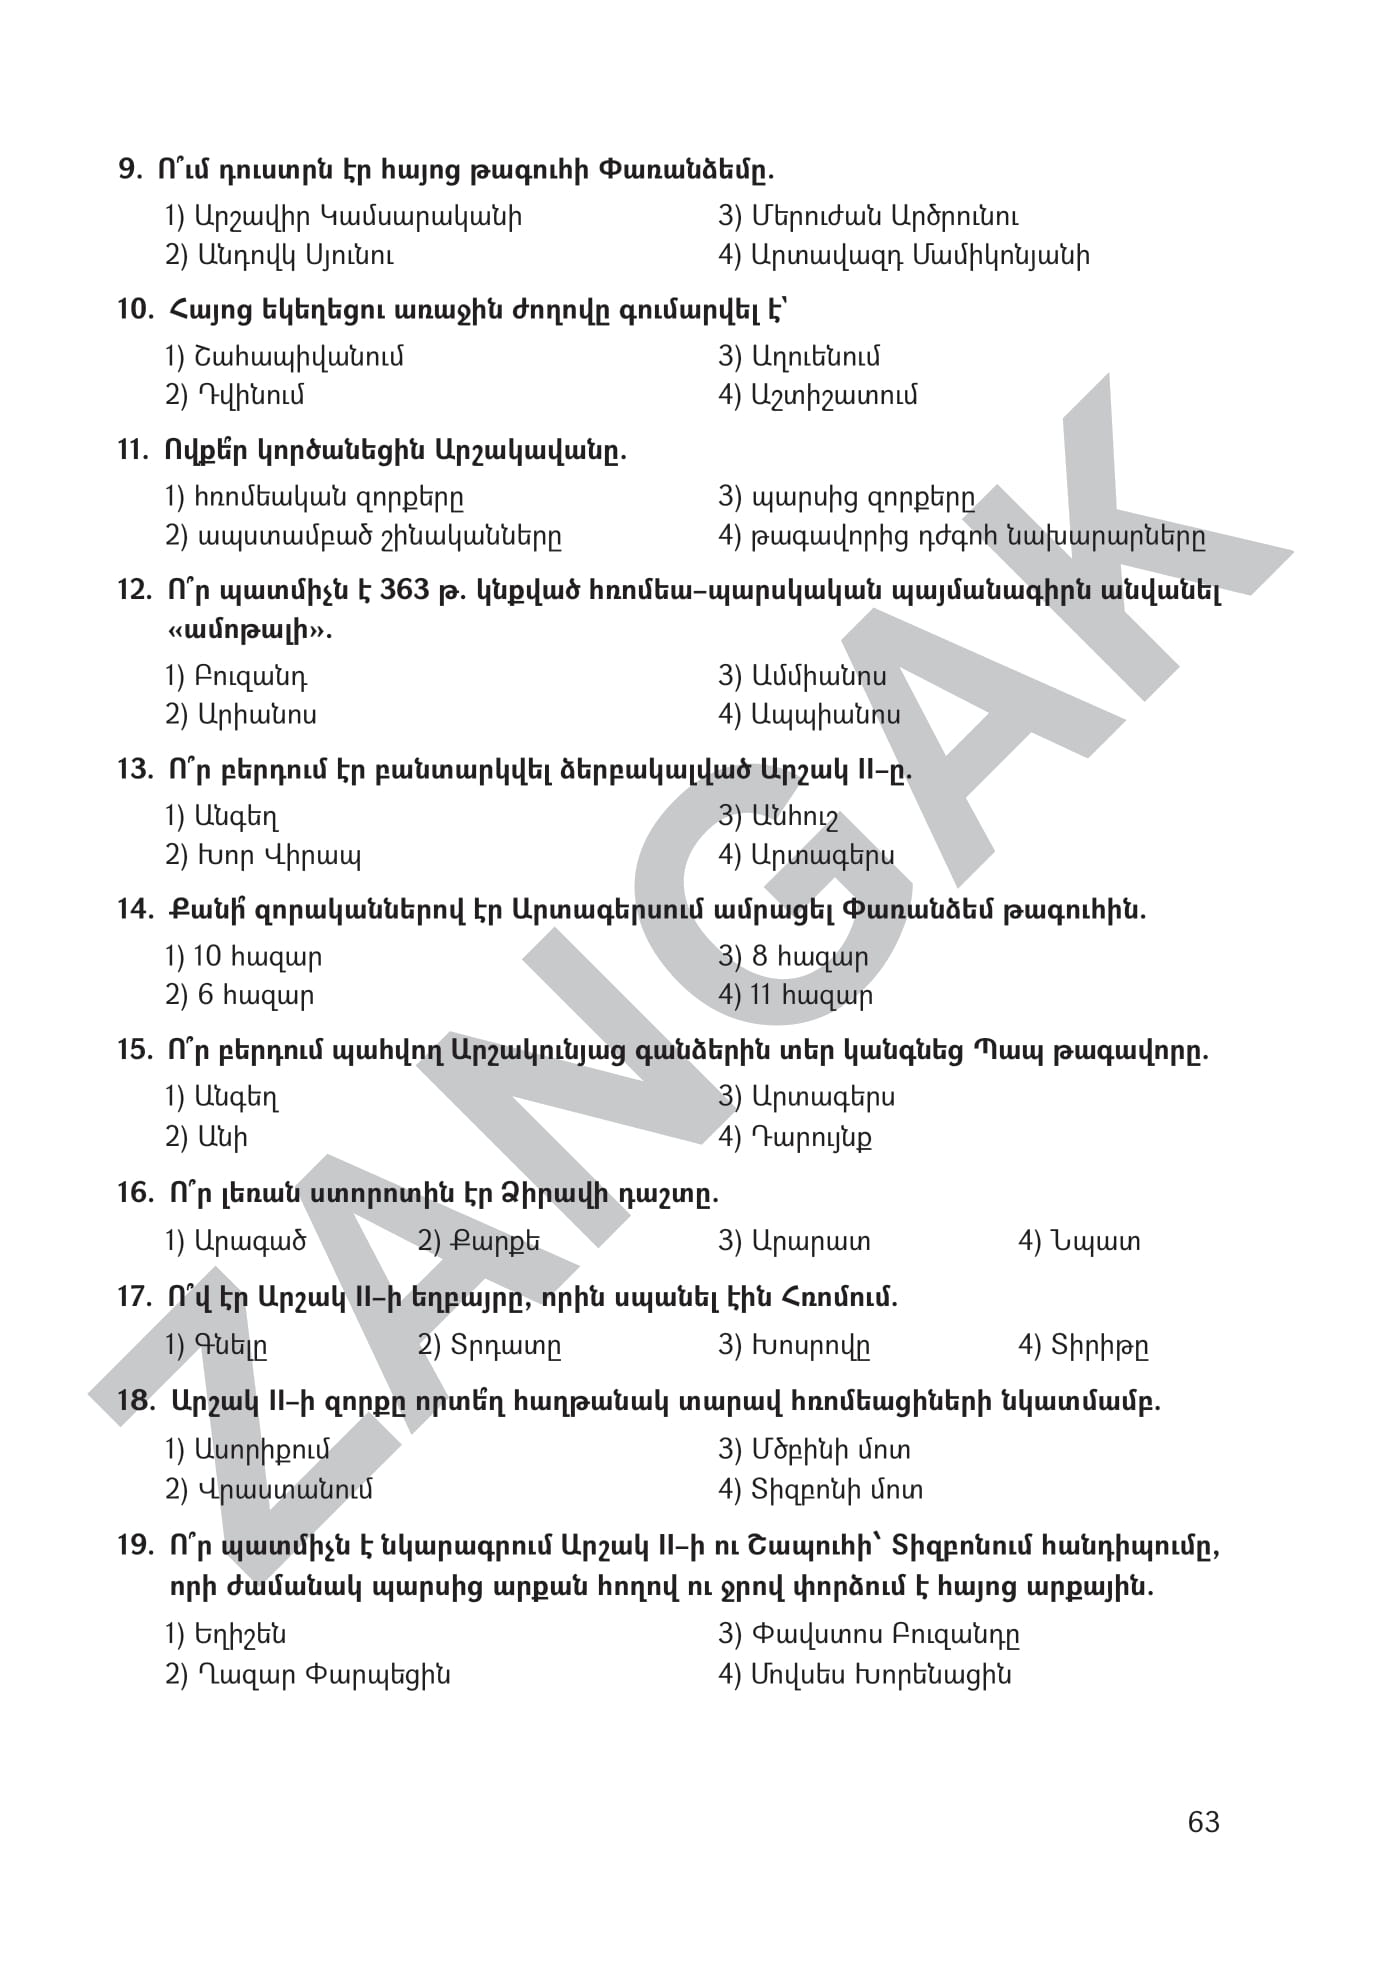 9. Ո՞ւմ դուստրն էր հայոց թագուհի Փառանձեմը.
1) Արշավիր Կամսարականի 3) Մերուժան Արծրունու
2) Անդովկ Սյունու 4) Արտավազդ Մամիկոնյանի
10. Հայոց եկեղեցու առաջին ժողովը գումարվել է՝
1) Շահապիվանում 3) Աղուենում
2) Դվինում 4) Աշտիշատում
11. Ովքե՞ր կործանեցին Արշակավանը.
1) հռոմեական զորքերը 3) պարսից զորքերը
2) ապստամբած շինականները 4) թագավորից դժգոհ նախարարները
12. Ո՞ր պատմիչն է 363 թ. կնքված հռոմեա–պարսկական պայմանագիրն անվանել
«ամոթալի».
1) Բուզանդ 3) Ամմիանոս
2) Արիանոս 4) Ապպիանոս
13. Ո՞ր բերդում էր բանտարկվել ձերբակալված Արշակ II–ը.
1) Անգեղ 3) Անհուշ
2) Խոր Վիրապ 4) Արտագերս
14. Քանի՞ զորականներով էր Արտագերսում ամրացել Փառանձեմ թագուհին.
1) 10 հազար 3) 8 հազար
2) 6 հազար 4) 11 հազար
15. Ո՞ր բերդում պահվող Արշակունյաց գանձերին տեր կանգնեց Պապ թագավորը.
1) Անգեղ 3) Արտագերս
2) Անի 4) Դարույնք
16. Ո՞ր լեռան ստորոտին էր Ձիրավի դաշտը.
1) Արագած 2) Քարքե 3) Արարատ 4) Նպատ
17. Ո՞վ էր Արշակ II–ի եղբայրը, որին սպանել էին Հռոմում.
1) Գնելը 2) Տրդատը 3) Խոսրովը 4) Տիրիթը
18. Արշակ II–ի զորքը որտե՞ղ հաղթանակ տարավ հռոմեացիների նկատմամբ.
1) Ասորիքում 3) Մծբինի մոտ
2) Վրաստանում 4) Տիզբոնի մոտ
19. Ո՞ր պատմիչն է նկարագրում Արշակ II–ի ու Շապուհի՝ Տիզբոնում հանդիպումը,
որի ժամանակ պարսից արքան հողով ու ջրով փորձում է հայոց արքային.
1) Եղիշեն 3) Փավստոս Բուզանդը
2) Ղազար Փարպեցին 4) Մովսես Խորենացին
63
ZANGAK